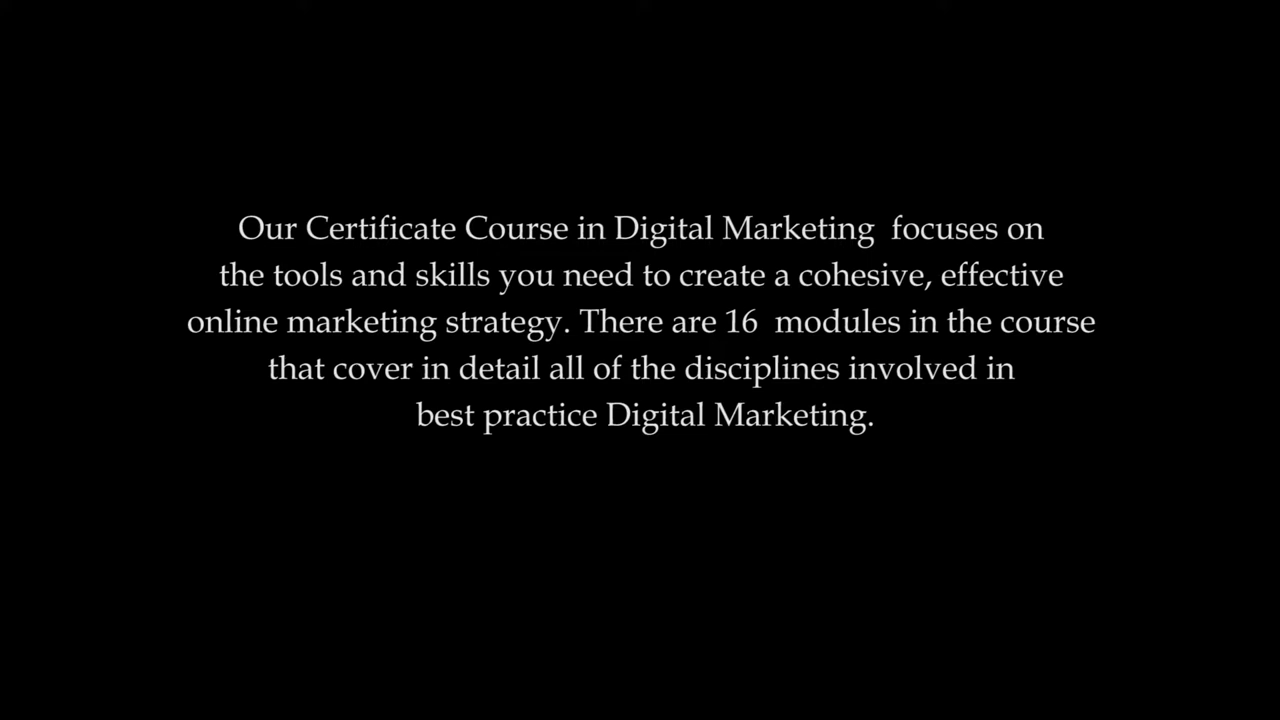 Our Certificate Course in Digital Marketing  focuses on
the tools and skills you need to create a cohesive, effective
online marketing strategy. There are 16  modules in the course
that cover in detail all of the disciplines involved in
best practice Digital Marketing.